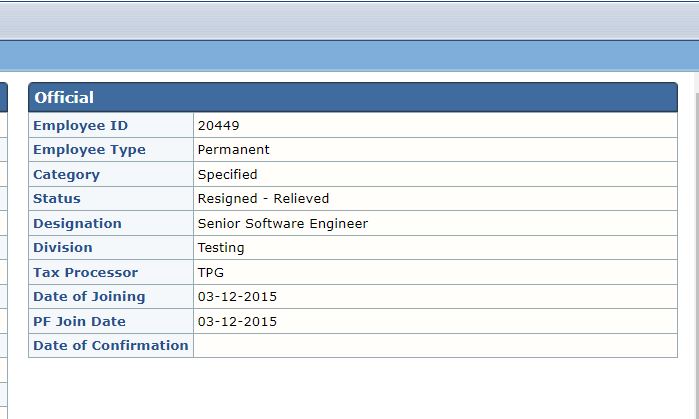 Official
Employee ID 20449
Employee Type Permanent
Category Specified
Status Resigned - Relieved
Designation Senior Software Engineer
Division Testing
Tax Processor TPG
Date of Joining 03-12-2015
PF Join Date 03-12-2015
Date of Confirmation